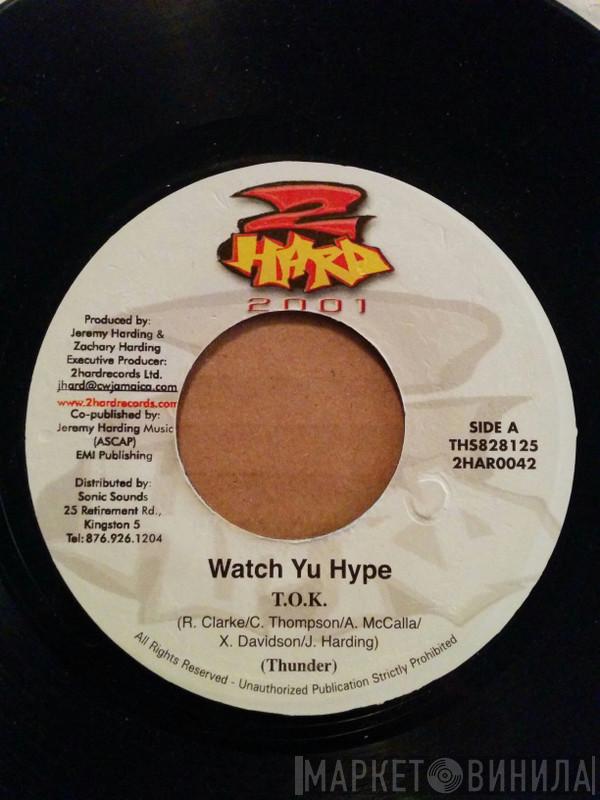 2
HARD
2001
Produced by:
Jeremy Harding &
Zachary Harding
Executive Producer:
2hardrecords Ltd.
jhard@cwjamaica.com
www.2hardrecords.com
Co-published by:
Jeremy Harding Music
(ASCAP)
EMI Publishing
Distributed by:
Sonic Sounds
25 Retirement Rd.,
Kingston 5
Tel: 876.926.1204
SIDE A
THS828125
2HAR0042
Watch Yu Hype
T.O.K.
(R. Clarke/C. Thompson/A. McCalla/
X. Davidson/J. Harding)
(Thunder)
All Rights Reserved - Unauthorized Publication Strictly Prohibited
МАРКЕТ ВИНИЛА